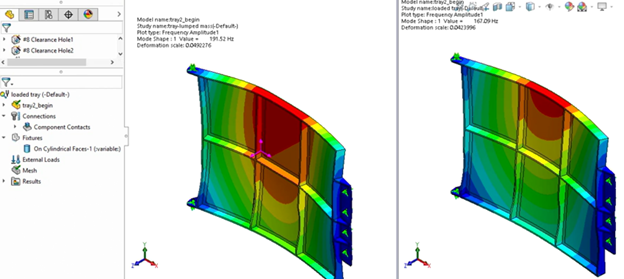 #8 Clearance Hole1
#8 Clearance Hole2
loaded tray (-Default-)
tray2_begin
Connections
Component Contacts
Fixtures
On Cylindrical Faces-1 (:variable:)
External Loads
Mesh
Results
Model name:tray2_begin
Study name:tray-lumped mass(-Default-)
Plot type: Frequency Amplitude1
Mode Shape : 1 Value = 191.52 Hz
Deformation scale: 0.0492276
Model name:tray2_begin
Study name:loaded tray(-Default-)
Plot type: Frequency Amplitude1
Mode Shape : 1 Value = 167.09 Hz
Deformation scale: 0.0423996
Y
X
Z
Y
X
Z